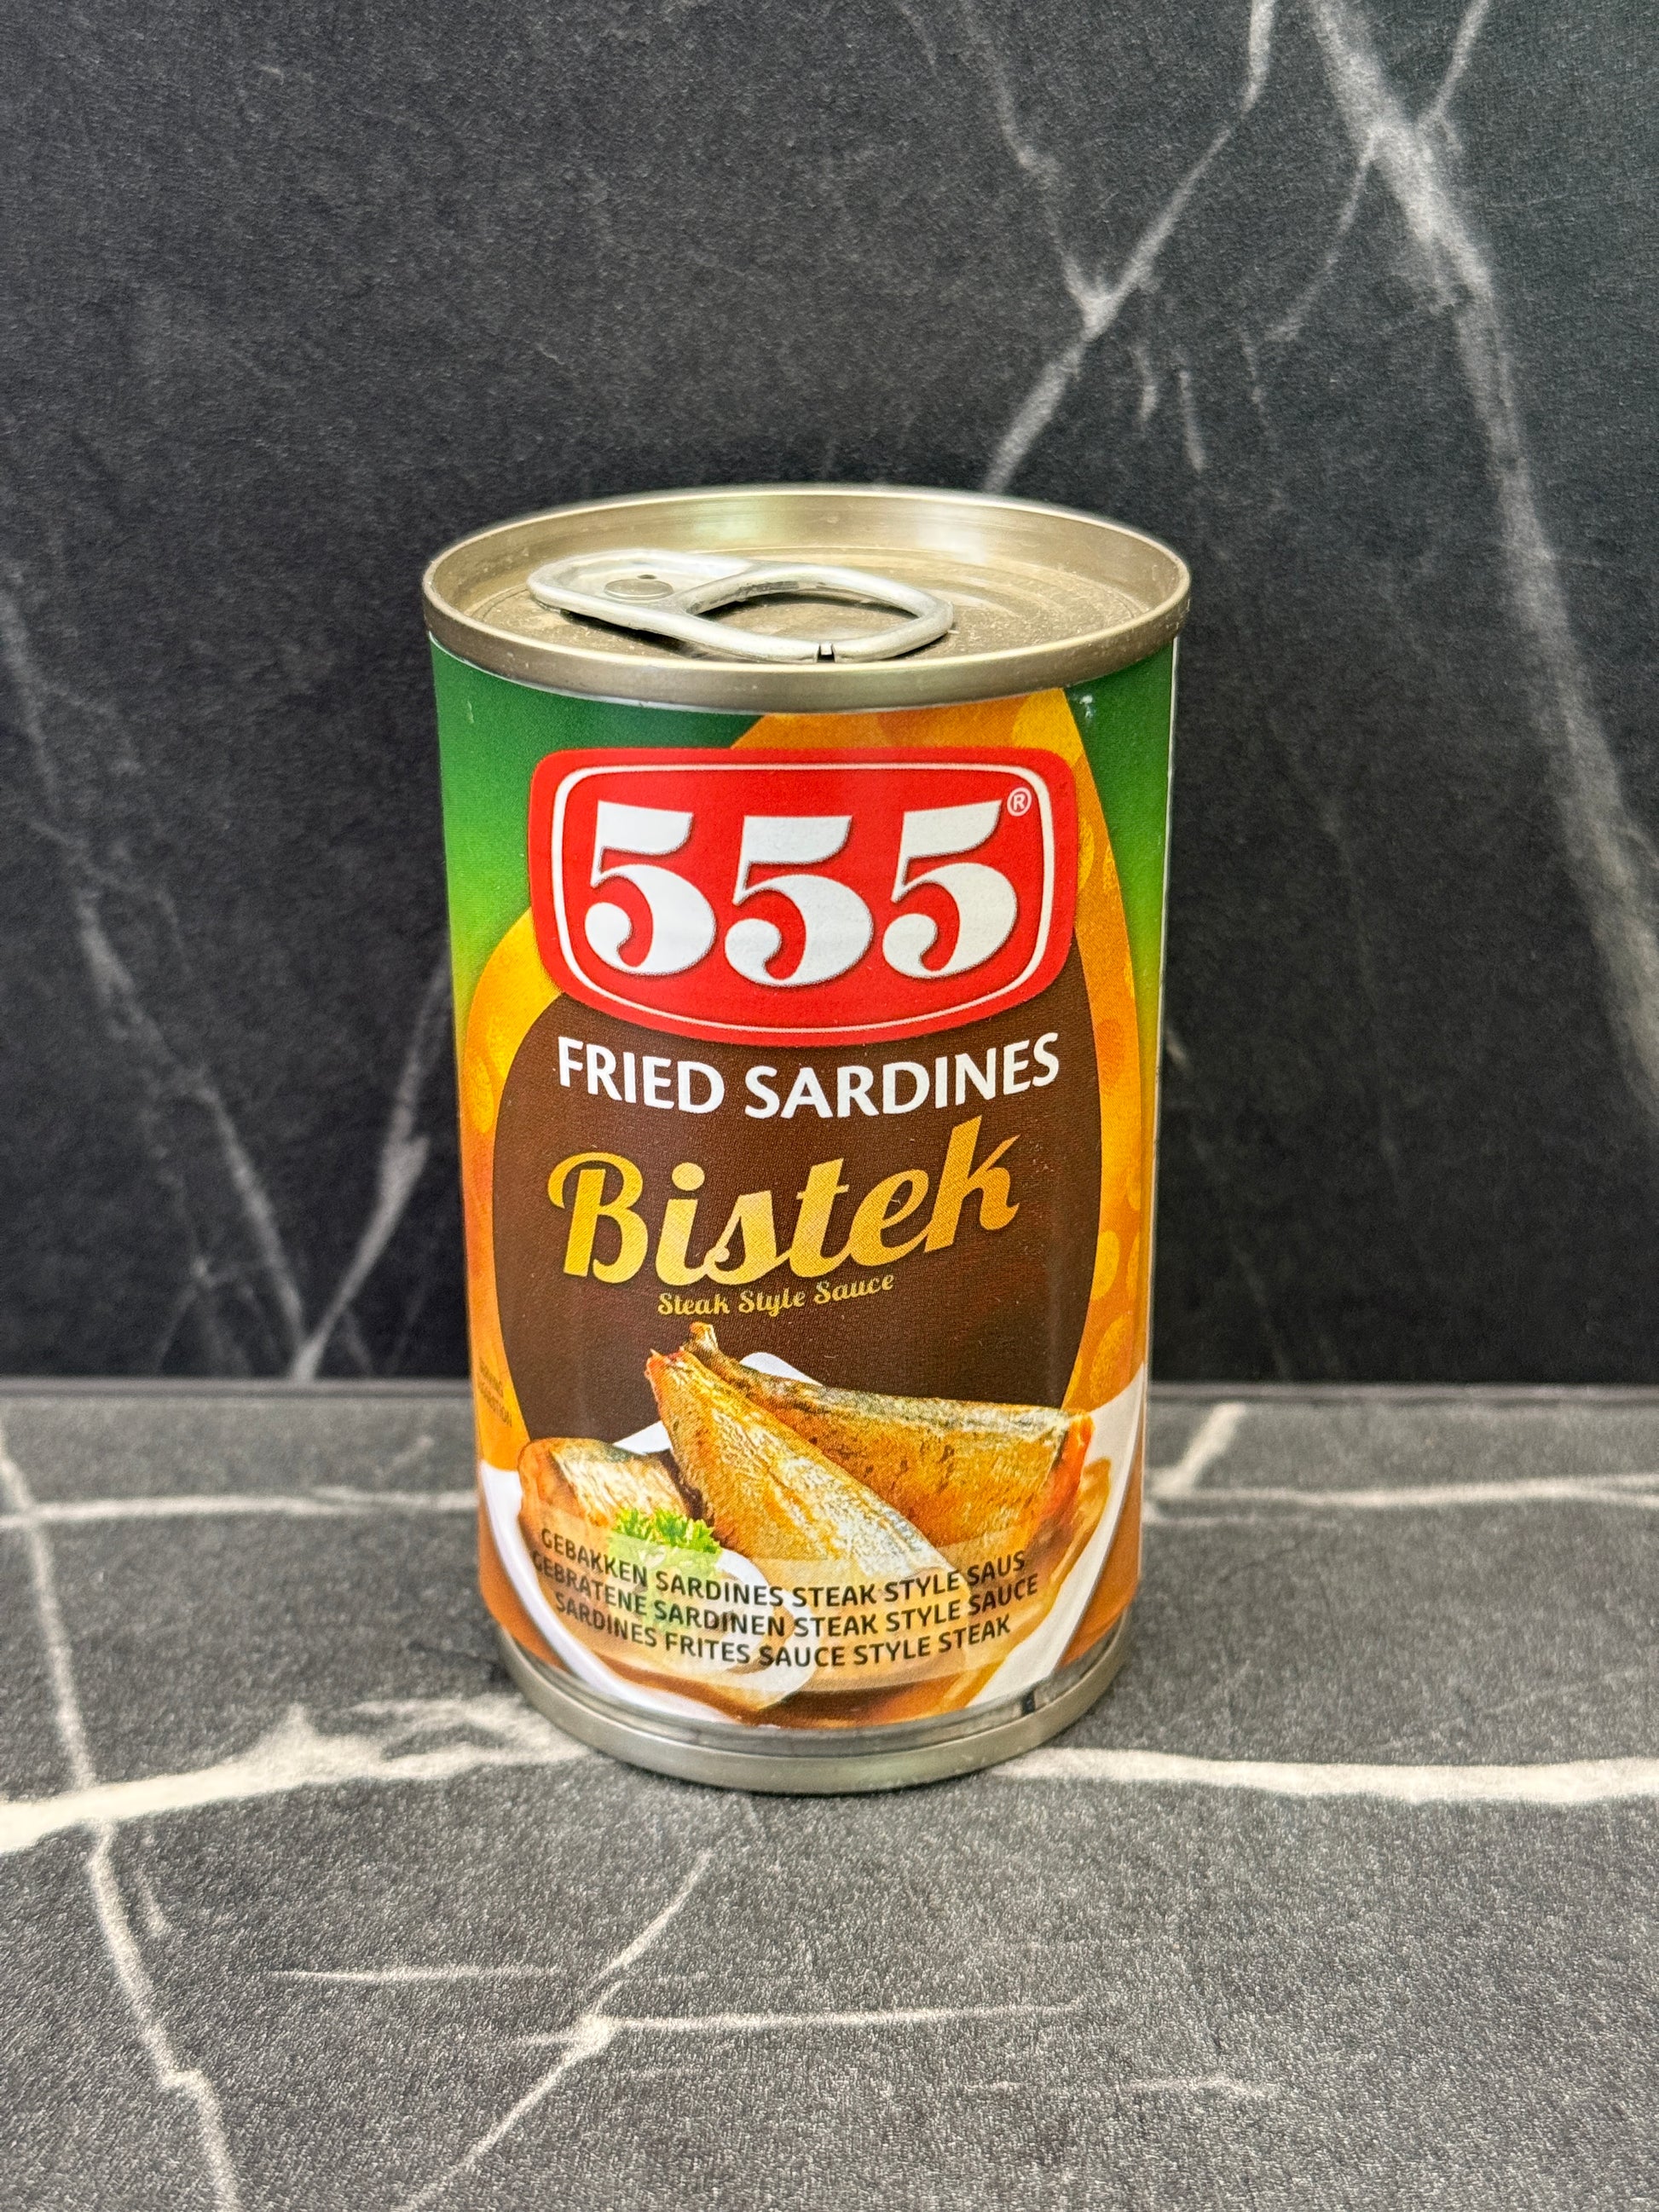 555®
FRIED SARDINES
Bistek
Steak Style Sauce
GEBAKKEN SARDINES STEAK STYLE SAUS
GEBRATENE SARDINEN STEAK STYLE SAUCE
SARDINES FRITES SAUCE STYLE STEAK